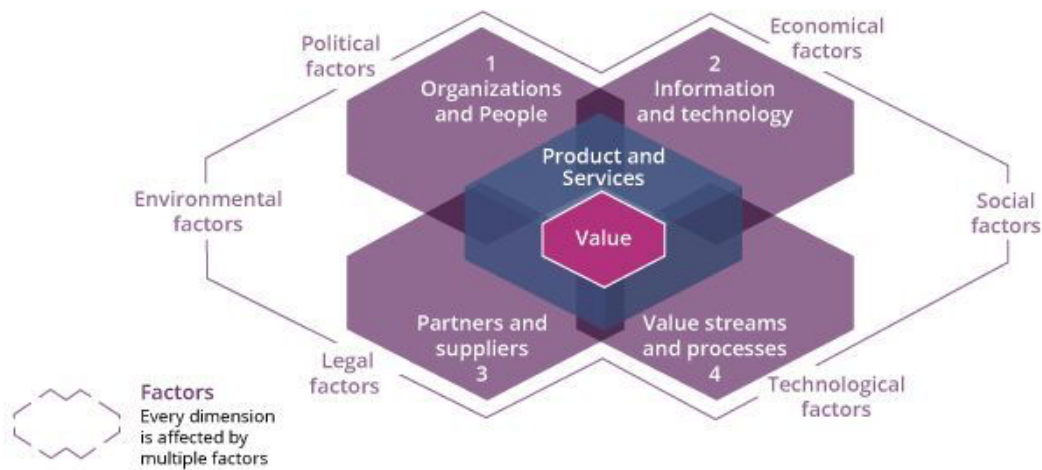 Political
factors
Economical
factors
1
Organizations
and People
2
Information
and technology
Product and
Services
Environmental
factors
Value
Social
factors
Partners and
suppliers
3
Value streams
and processes
4
Legal
factors
Technological
factors
Factors
Every dimension
is affected by
multiple factors